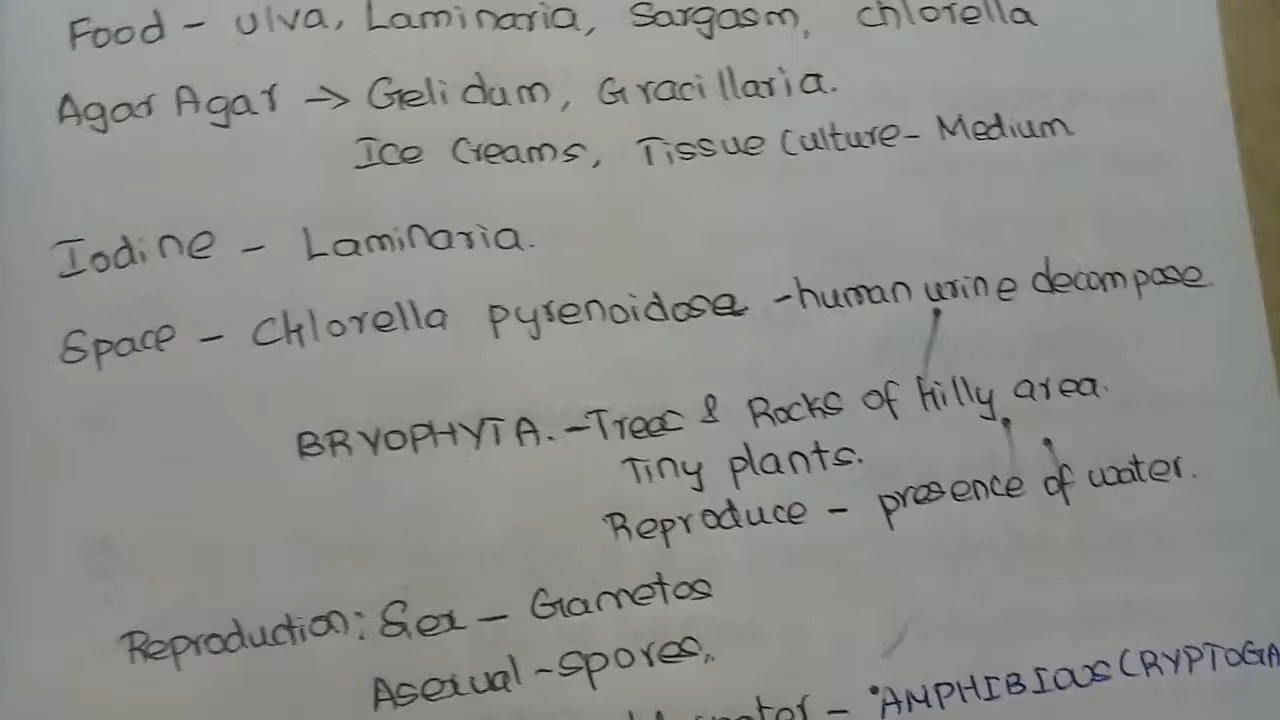 Food - Ulva, Laminaria, Sargasm, chlorella
Agar Agar → Gelidum, Gracillaria.
Ice Creams, Tissue Culture - Medium
Iodine - Laminaria.
Space - Chlorella pyrenoidosa - human urine decompose
BRYOPHYTA. - Trees & Rocks of hilly area.
Tiny plants.
Reproduce - presence of water.
Reproduction: Sex - Gametos
Asexual - spores.
- AMPHIBIOUS CRYPTOGA